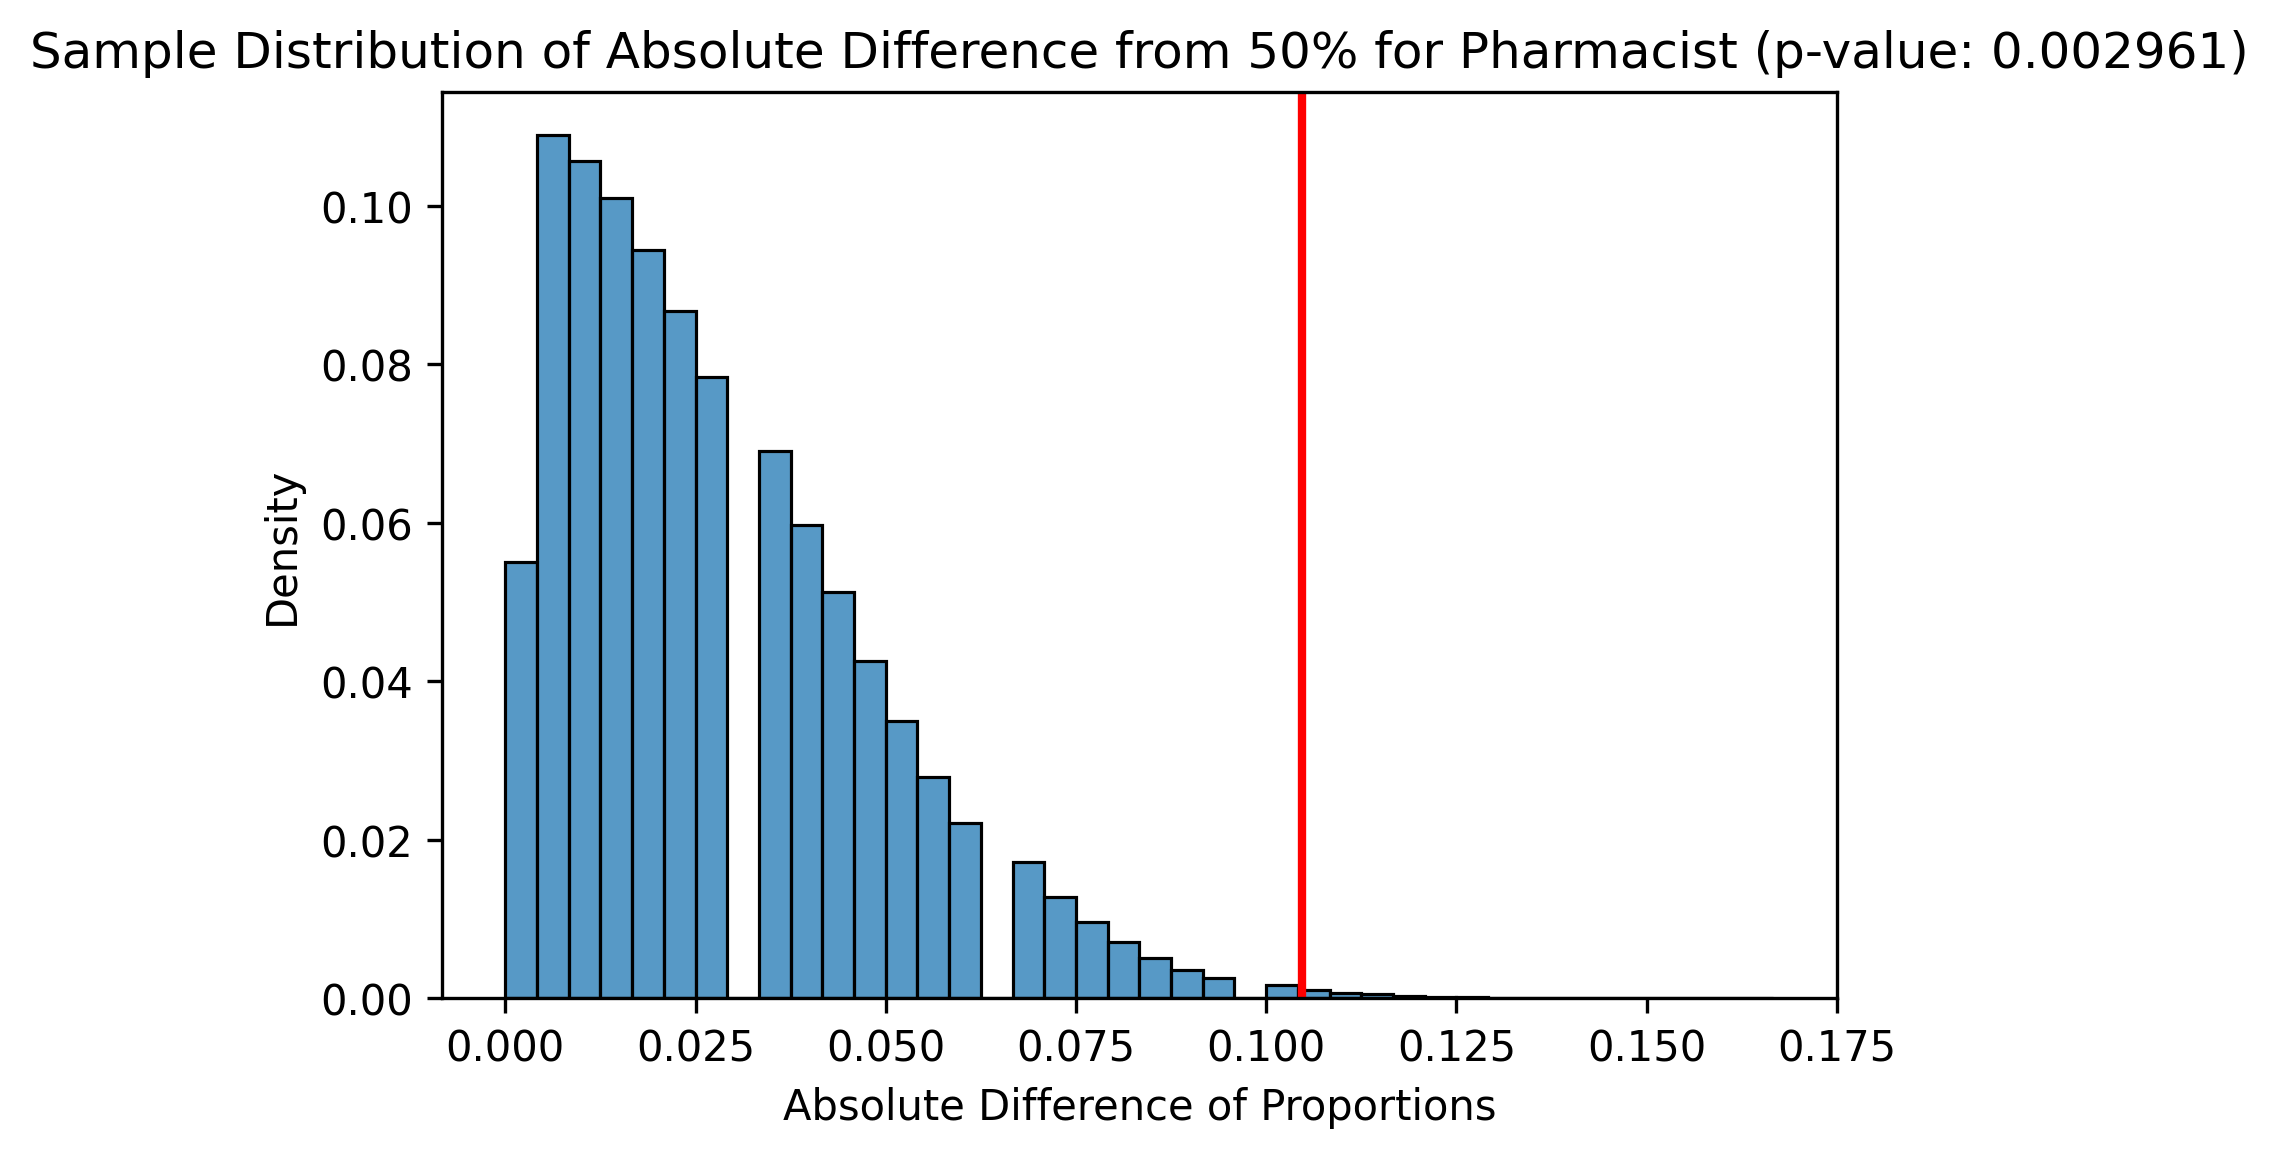 Sample Distribution of Absolute Difference from 50% for Pharmacist (p-value: 0.002961)
Density
0.10
0.08
0.06
0.04
0.02
0.00
0.000 0.025 0.050 0.075 0.100 0.125 0.150 0.175
Absolute Difference of Proportions